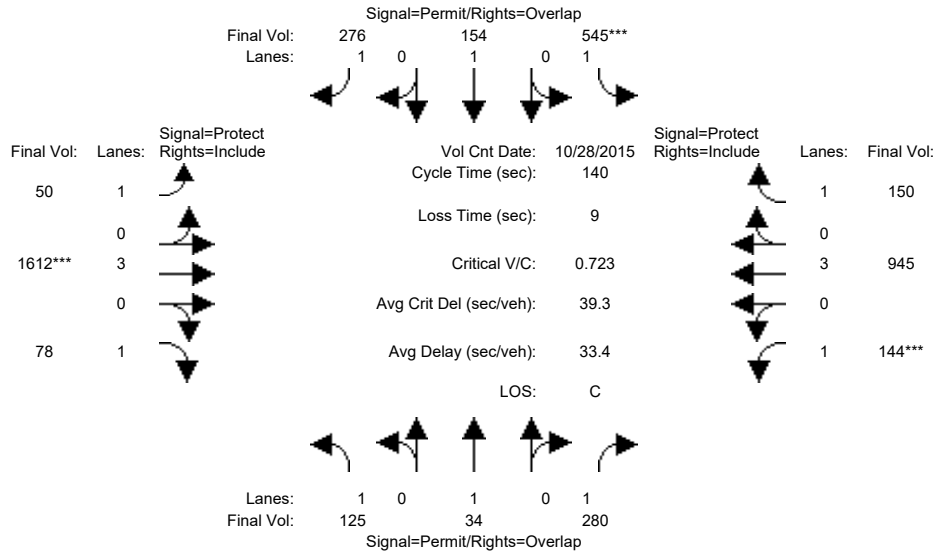 Signal=Permit/Rights=Overlap
Final Vol: 276 154 545***
Lanes: 1 0 1 0 1
Signal=Protect Signal=Protect
Final Vol: Lanes: Rights=Include Vol Cnt Date: 10/28/2015 Rights=Include Lanes: Final Vol:
Cycle Time (sec): 140
50 1 1 150
Loss Time (sec): 9
0 0
1612*** 3 Critical V/C: 0.723 3 945
0 Avg Crit Del (sec/veh): 39.3 0
78 1 Avg Delay (sec/veh): 33.4 1 144***
LOS: C
Lanes: 1 0 1 0 1
Final Vol: 125 34 280
Signal=Permit/Rights=Overlap